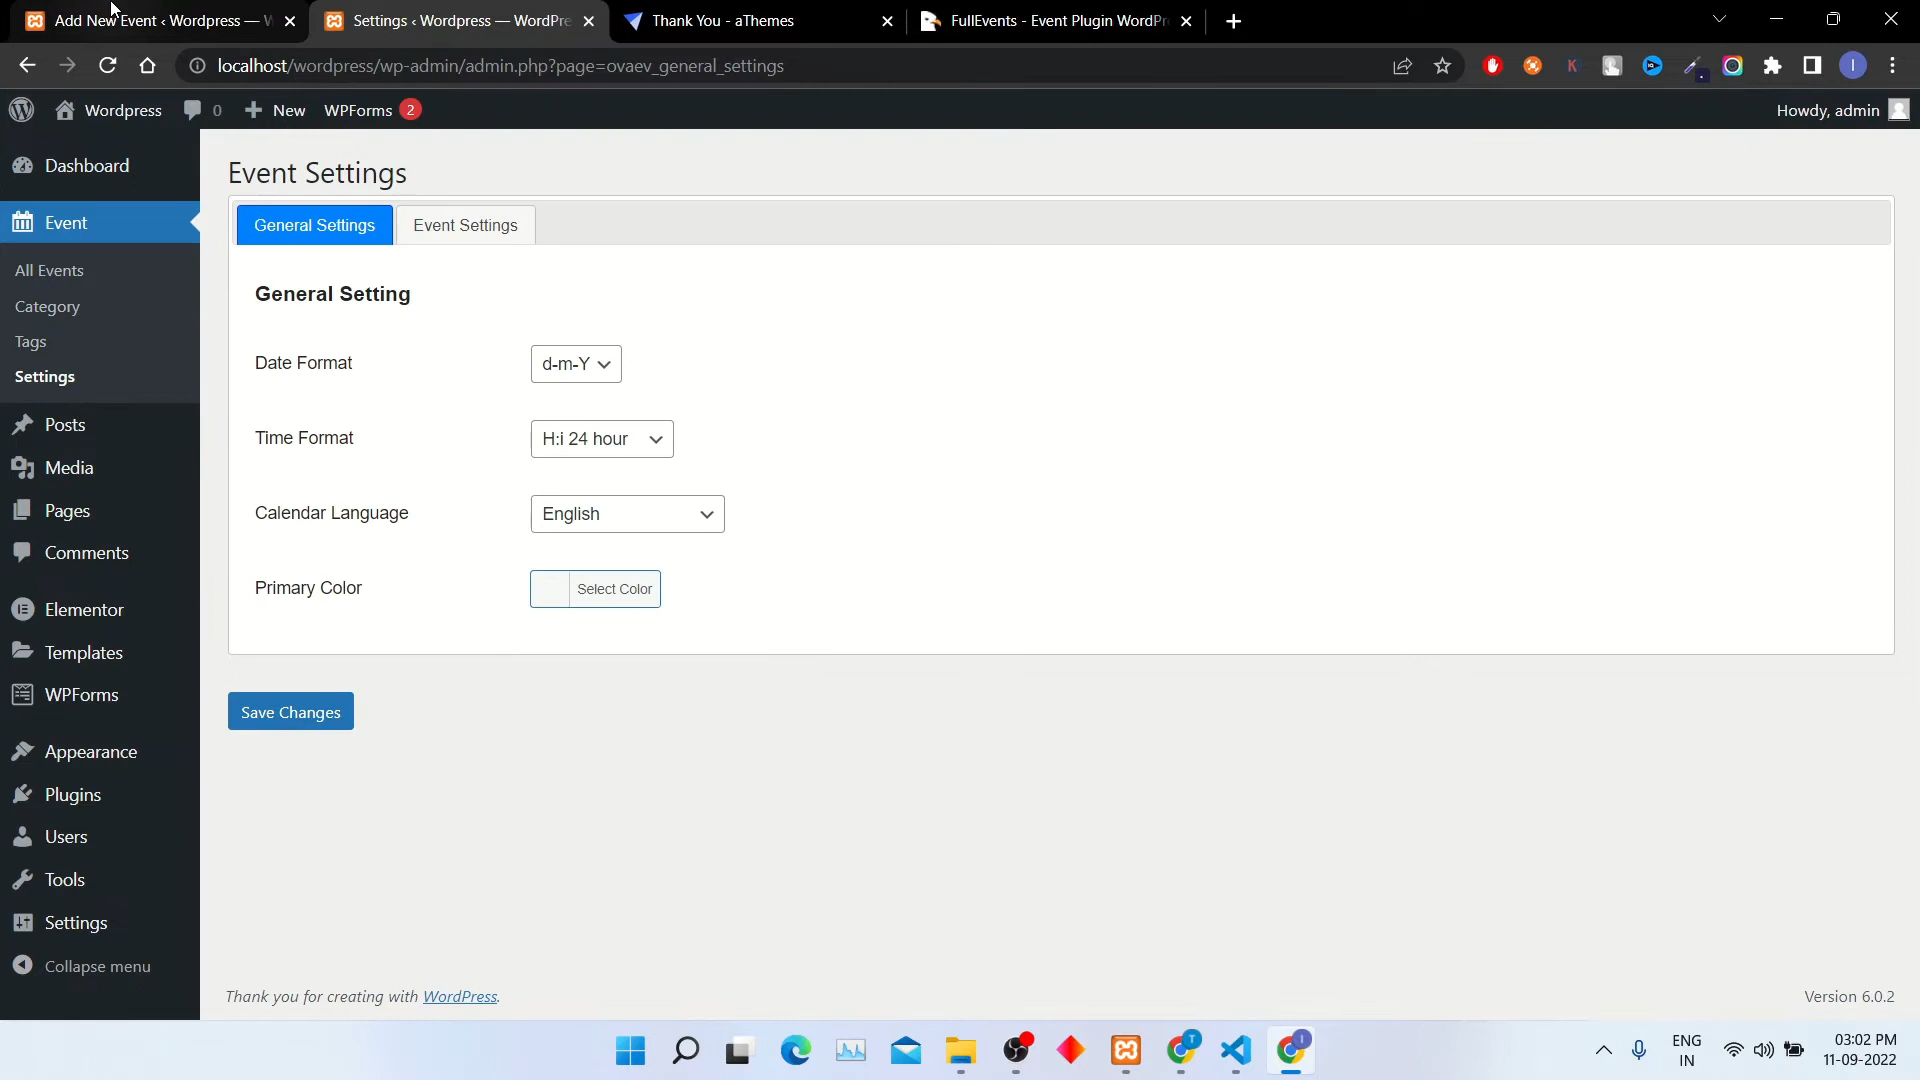 Add New Event ‹ Wordpress — W
Settings ‹ Wordpress — WordPre
Thank You - aThemes
FullEvents - Event Plugin WordPr
localhost/wordpress/wp-admin/admin.php?page=ovaev_general_settings
Wordpress
0
New
WPForms
2
Howdy, admin
Dashboard
Event
All Events
Category
Tags
Settings
Posts
Media
Pages
Comments
Elementor
Templates
WPForms
Appearance
Plugins
Users
Tools
Settings
Collapse menu
Event Settings
General Settings
Event Settings
General Setting
Date Format
d-m-Y
Time Format
H:i 24 hour
Calendar Language
English
Primary Color
Select Color
Save Changes
Thank you for creating with WordPress.
Version 6.0.2
ENG
IN
03:02 PM
11-09-2022